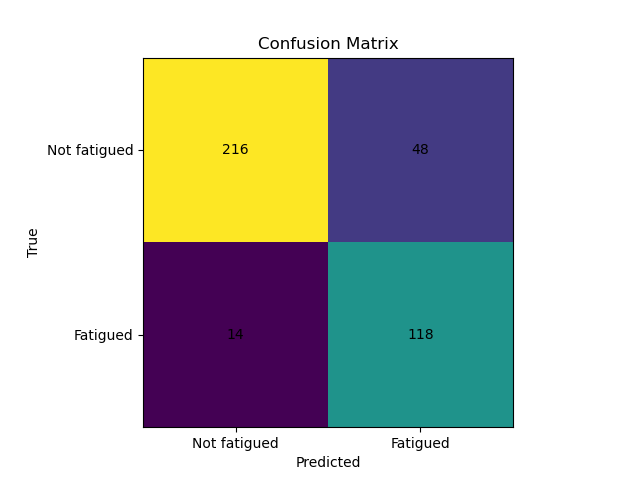 Confusion Matrix
Not fatigued
216
48
True
Fatigued
14
118
Not fatigued
Fatigued
Predicted